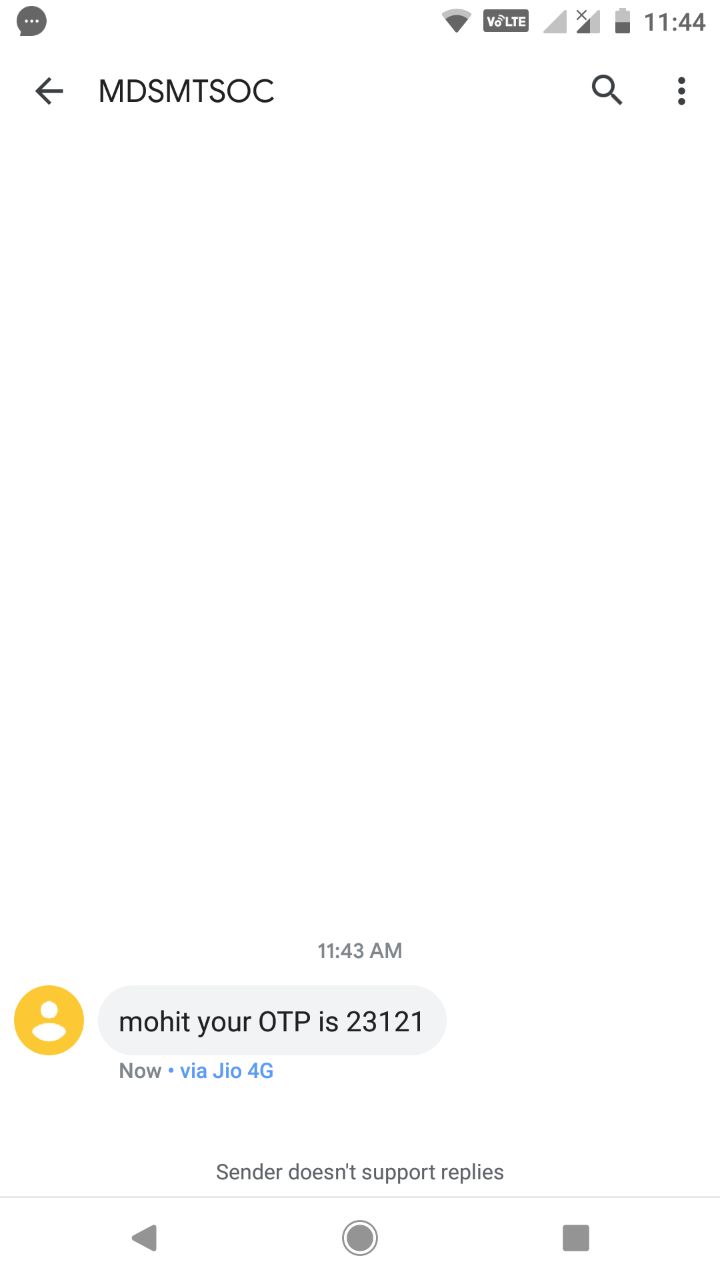 VoLTE 11:44
MDSMTSOC
11:43 AM
mohit your OTP is 23121
Now • via Jio 4G
Sender doesn't support replies